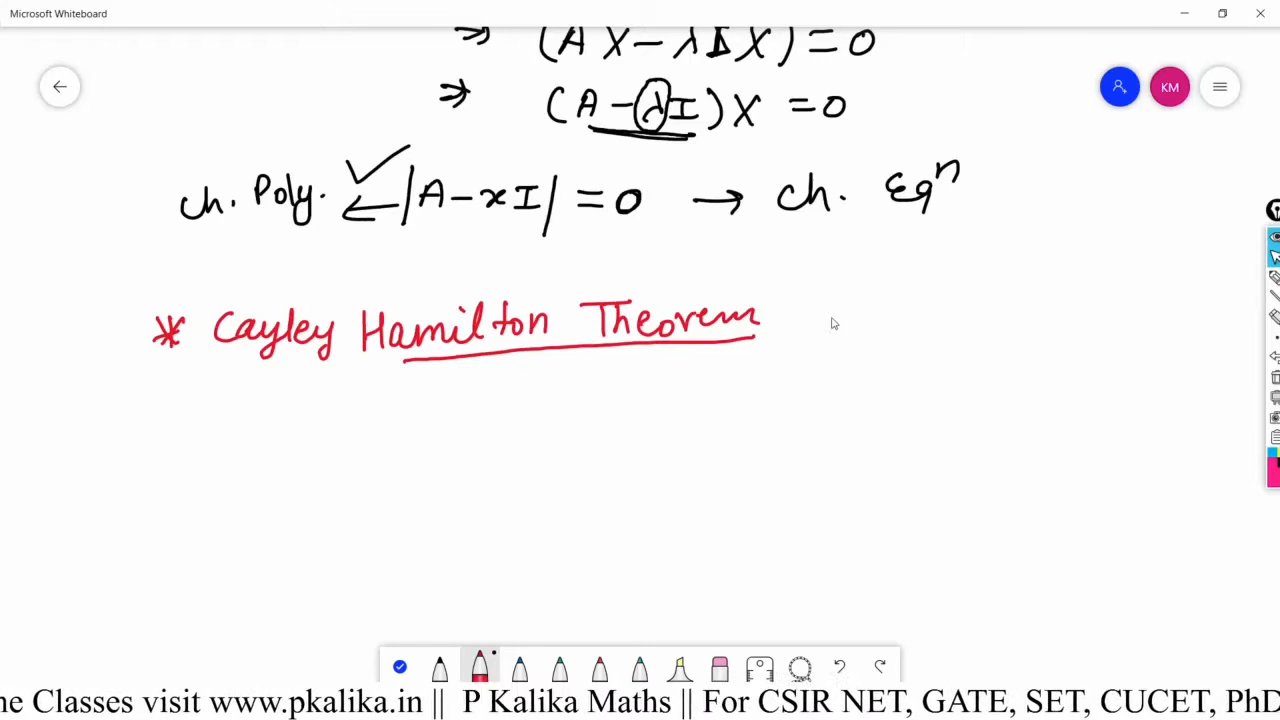 Microsoft Whiteboard
⇒ (AX - λIX) = 0
⇒ (A - λI)X = 0
KM
ch. Poly. ← |A - xI| = 0 → ch. Eqⁿ
* Cayley Hamilton Theorem
ne Classes visit www.pkalika.in || P Kalika Maths || For CSIR NET, GATE, SET, CUCET, PhD